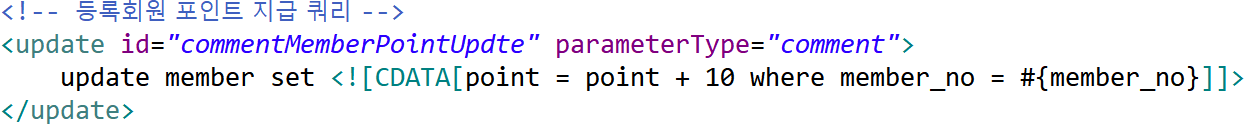 <!-- 등록회원 포인트 지급 쿼리 -->
<update id="commentMemberPointUpdte" parameterType="comment">
    update member set <![CDATA[point = point + 10 where member_no = #{member_no}]]>
</update>